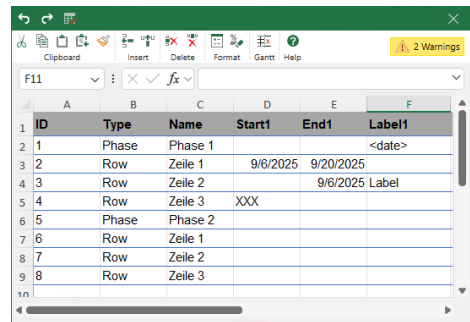 Clipboard Insert Delete Format Gantt Help
2 Warnings
F11 fx
A B C D E F
1 ID Type Name Start1 End1 Label1
2 1 Phase Phase 1 <date>
3 2 Row Zeile 1 9/6/2025 9/20/2025
4 3 Row Zeile 2 9/6/2025 Label
5 4 Row Zeile 3 XXX
6 5 Phase Phase 2
7 6 Row Zeile 1
8 7 Row Zeile 2
9 8 Row Zeile 3
10